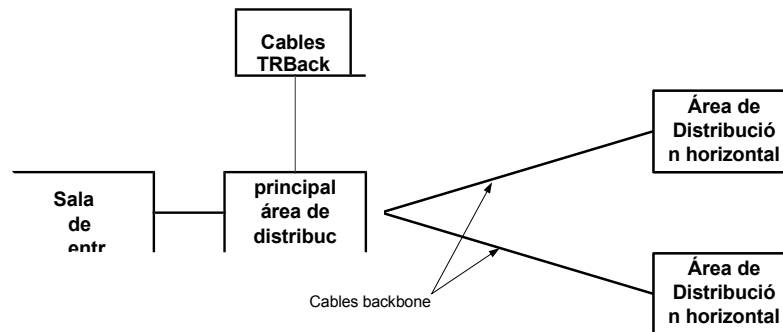 Cables
TRBack
Área de
Distribució
n horizontal
principal
área de
distribuc
Sala
de
entr
Área de
Distribució
n horizontal
Cables backbone